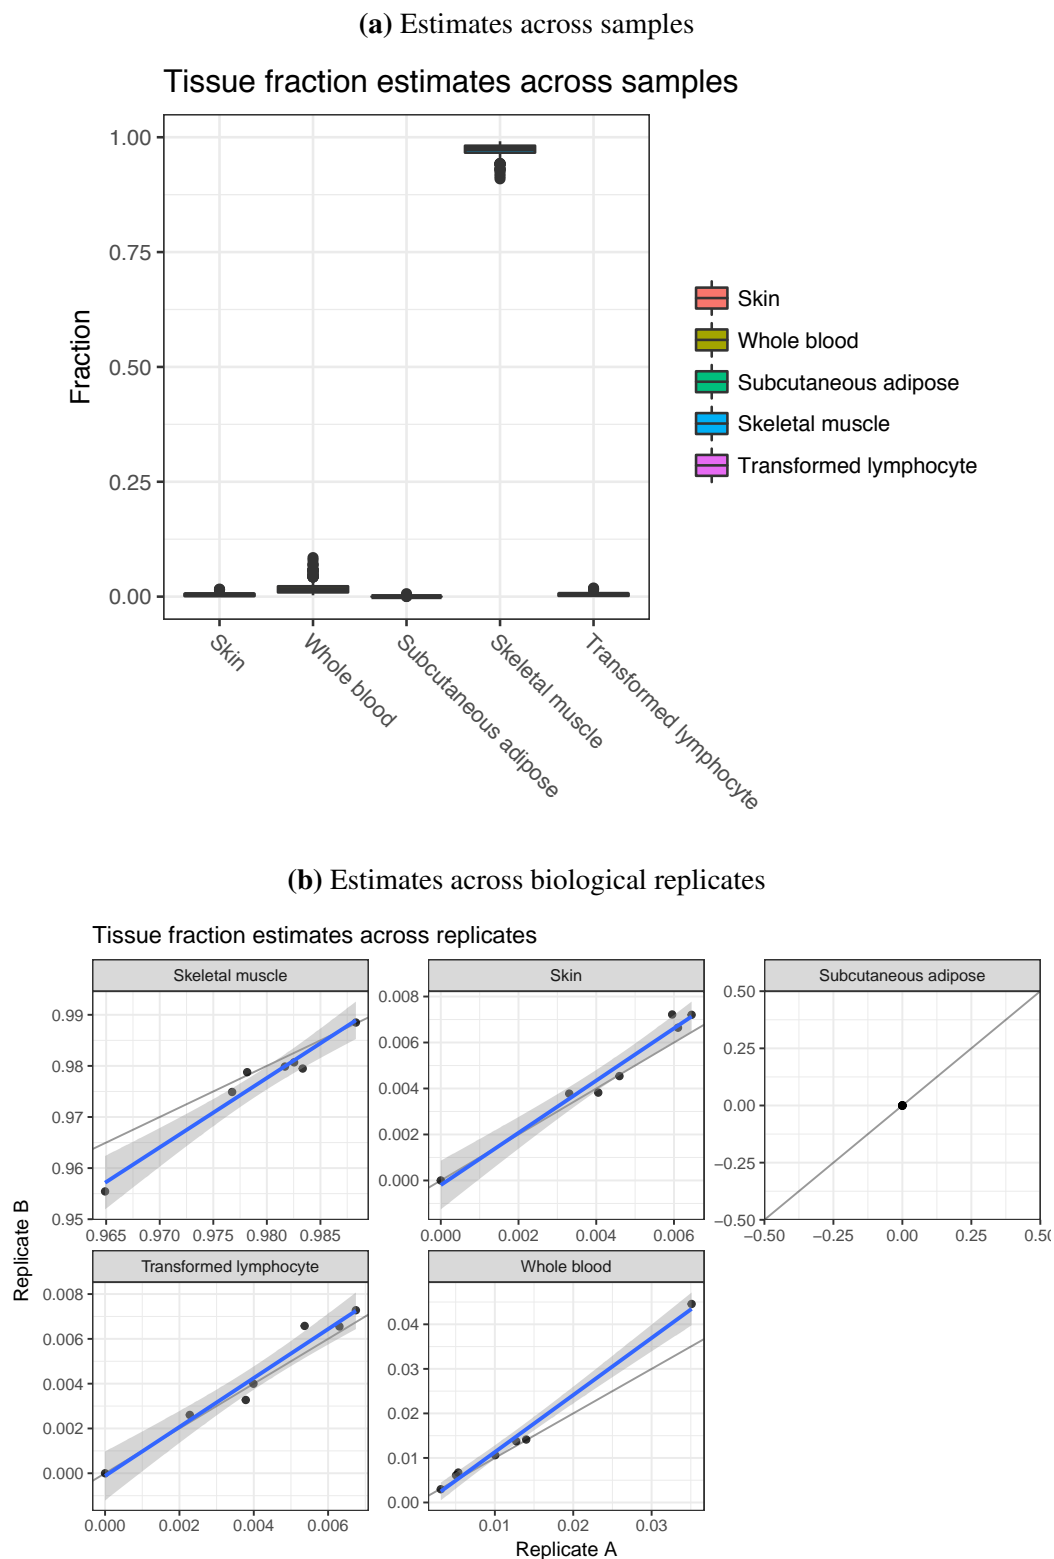 (a) Estimates across samples
Tissue fraction estimates across samples
Fraction
1.00
0.75
0.50
0.25
0.00
Skin
Whole blood
Subcutaneous adipose
Skeletal muscle
Transformed lymphocyte
Skin
Whole blood
Subcutaneous adipose
Skeletal muscle
Transformed lymphocyte
(b) Estimates across biological replicates
Tissue fraction estimates across replicates
Replicate B
Skeletal muscle
0.99
0.98
0.97
0.96
0.95
0.965 0.970 0.975 0.980 0.985
Skin
0.008
0.006
0.004
0.002
0.000
0.000 0.002 0.004 0.006
Subcutaneous adipose
0.50
0.25
0.00
−0.25
−0.50
−0.50 −0.25 0.00 0.25 0.50
Transformed lymphocyte
0.008
0.006
0.004
0.002
0.000
0.000 0.002 0.004 0.006
Whole blood
0.04
0.03
0.02
0.01
0.00
0.01 0.02 0.03
Replicate A